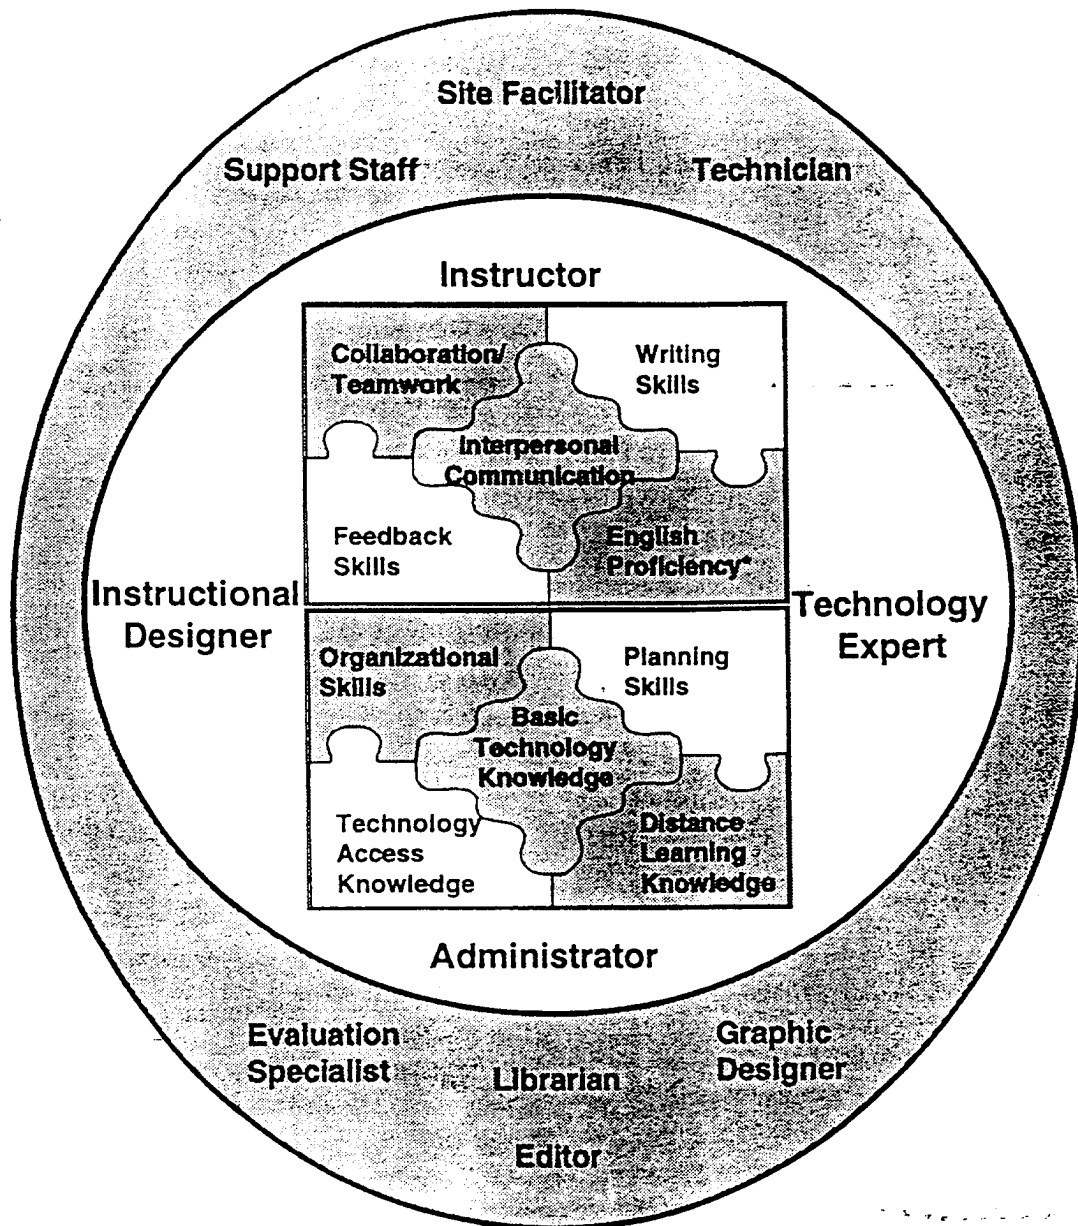 Site Facilitator
Support Staff
Technician
Instructor
Collaboration/
Teamwork
Writing
Skills
Interpersonal
Communication
Feedback
Skills
English
Proficiency*
Instructional
Designer
Technology
Expert
Organizational
Skills
Planning
Skills
Basic
Technology
Knowledge
Technology
Access
Knowledge
Distance
Learning
Knowledge
Administrator
Evaluation
Specialist
Librarian
Graphic
Designer
Editor